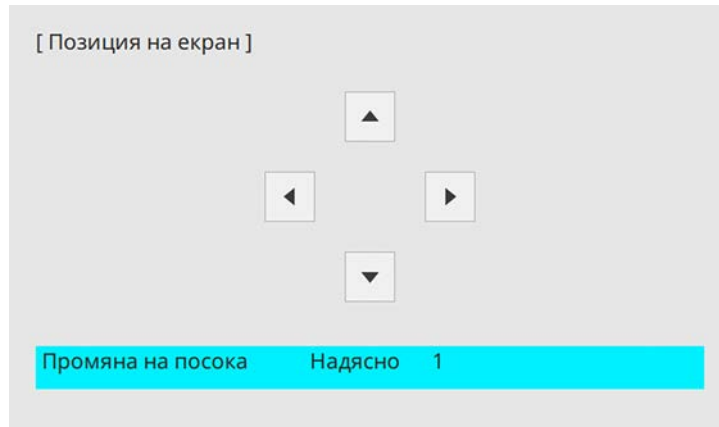 [ Позиция на екран ]
Промяна на посока Надясно 1